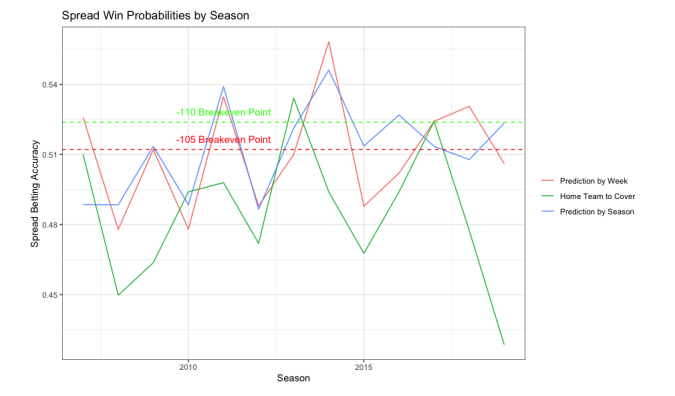 Spread Win Probabilities by Season
0.54
0.51
0.48
0.45
Spread Betting Accuracy
-110 Breakeven Point
-105 Breakeven Point
2010
2015
Season
Prediction by Week
Home Team to Cover
Prediction by Season